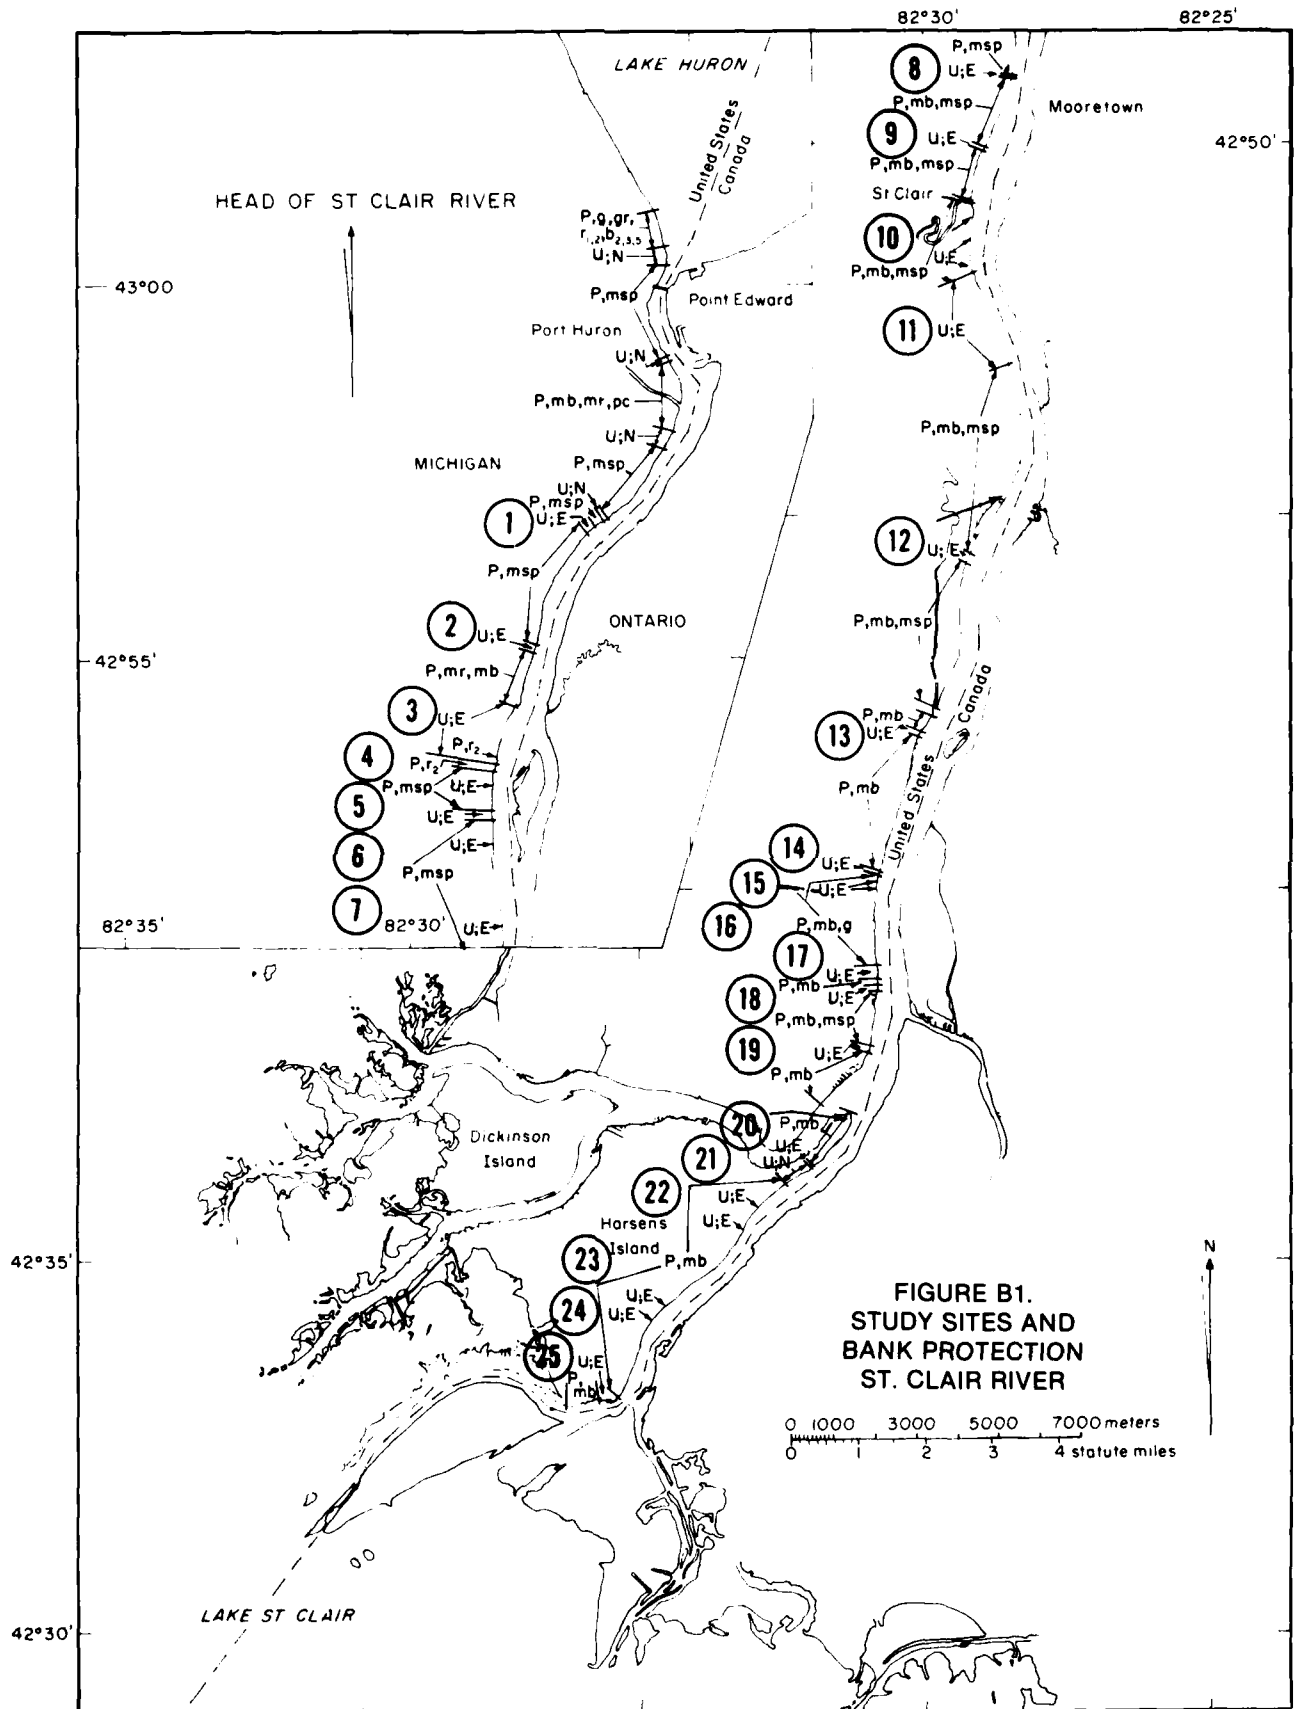 82°30'
82°25'
LAKE HURON
United States
Canada
HEAD OF ST CLAIR RIVER
P,g,gr,
r₁,₂,b₂,₃,₅
U;N
43°00'
P,msp
Point Edward
Port Huron
U;N
P,mb,mr,pc
U;N
MICHIGAN
P,msp
U;N
P,msp
1
U;E
P,msp
2
U;E
ONTARIO
42°55'
P,mr,mb
3
U;E
4
P,r₂
P,r₂
P,msp
5
U;E
U;E
6
U;E
P,msp
7
82°35'
82°30'
U;E
P,msp
8
U;E
Mooretown
P,mb,msp
9
U;E
42°50'
P,mb,msp
St Clair
10
U;E
P,mb,msp
11
U;E
P,mb,msp
12
U;E
P,mb,msp
United States
Canada
13
P,mb
U;E
P,mb
14
U;E
15
U;E
16
P,mb,g
17
U;E
P,mb
18
U;E
P,mb,msp
19
U;E
P,mb
20
P,mb
U;E
21
U;N
22
U;E
U;E
Dickinson
Island
Harsens
Island
23
P,mb
24
U;E
U;E
25
U;E
P,
mb
42°35'
N
FIGURE B1.
STUDY SITES AND
BANK PROTECTION
ST. CLAIR RIVER
0 1000 3000 5000 7000 meters
0 1 2 3 4 statute miles
LAKE ST CLAIR
42°30'